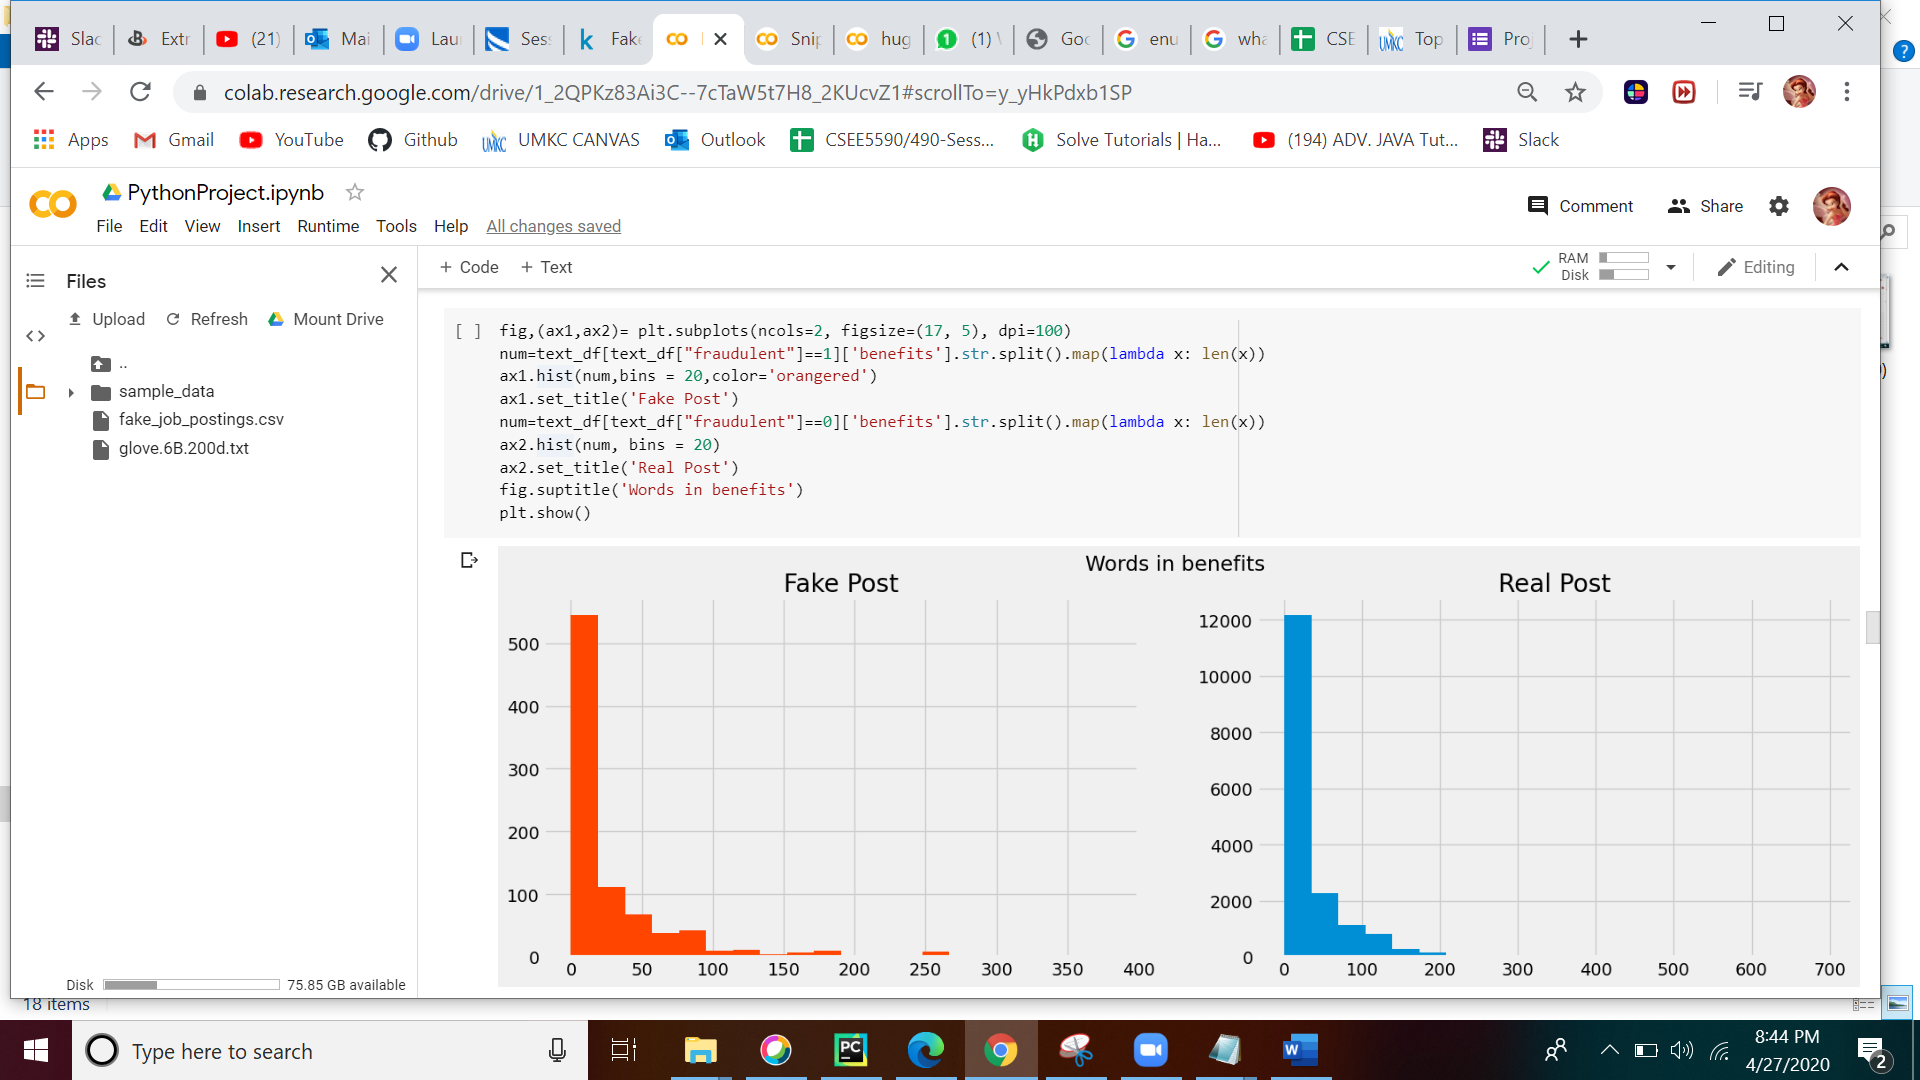 Slac
Extr
(21)
Mai
Lau
Sess
Fake
Snip
hug
(1)
Goo
enu
wha
CSE
Top
Proj
colab.research.google.com/drive/1_2QPKz83Ai3C--7cTaW5t7H8_2KUcvZ1#scrollTo=y_yHkPdxb1SP
Apps
Gmail
YouTube
Github
UMKC CANVAS
Outlook
CSEE5590/490-Sess...
Solve Tutorials | Ha...
(194) ADV. JAVA Tut...
Slack
PythonProject.ipynb
Comment
Share
File Edit View Insert Runtime Tools Help All changes saved
Files
+ Code + Text
RAM
Disk
Editing
Upload Refresh Mount Drive
..
sample_data
fake_job_postings.csv
glove.6B.200d.txt
[ ] fig,(ax1,ax2)= plt.subplots(ncols=2, figsize=(17, 5), dpi=100)
num=text_df[text_df["fraudulent"]==1]['benefits'].str.split().map(lambda x: len(x))
ax1.hist(num,bins = 20,color='orangered')
ax1.set_title('Fake Post')
num=text_df[text_df["fraudulent"]==0]['benefits'].str.split().map(lambda x: len(x))
ax2.hist(num, bins = 20)
ax2.set_title('Real Post')
fig.suptitle('Words in benefits')
plt.show()
Words in benefits
Fake Post
500
400
300
200
100
0
0 50 100 150 200 250 300 350 400
Real Post
12000
10000
8000
6000
4000
2000
0
0 100 200 300 400 500 600 700
Disk 75.85 GB available
18 items
Type here to search
8:44 PM
4/27/2020
2